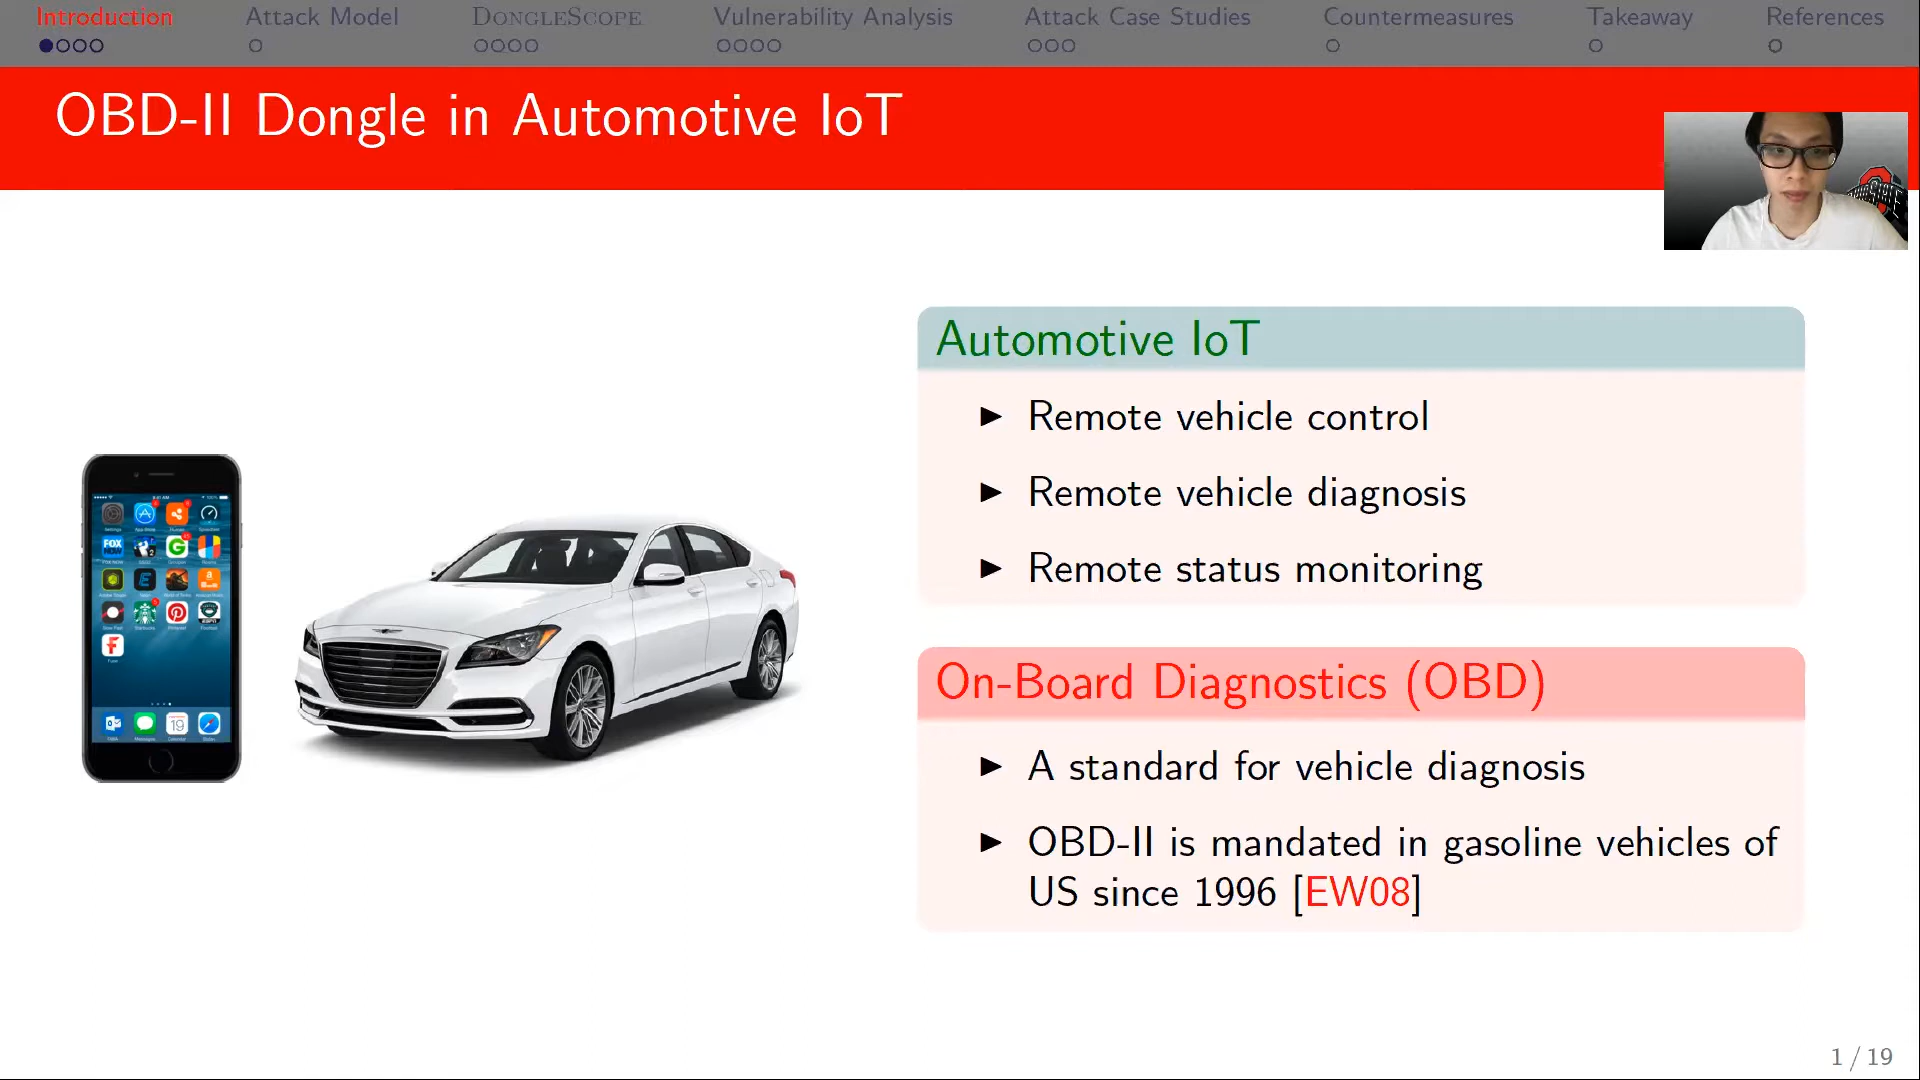 Introduction
Attack Model
DongleScope
Vulnerability Analysis
Attack Case Studies
Countermeasures
Takeaway
References
OBD-II Dongle in Automotive IoT
Automotive IoT
▶ Remote vehicle control
▶ Remote vehicle diagnosis
▶ Remote status monitoring
On-Board Diagnostics (OBD)
▶ A standard for vehicle diagnosis
▶ OBD-II is mandated in gasoline vehicles of
US since 1996 [EW08]
1 / 19